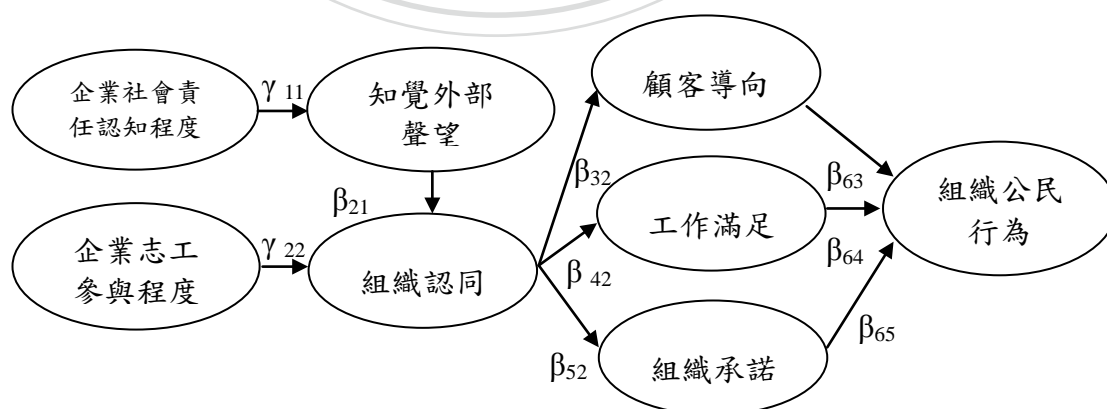 企業社會責
任認知程度
γ 11
知覺外部
聲望
顧客導向
β21
β32
β63
組織公民
行為
企業志工
參與程度
γ 22
組織認同
工作滿足
β 42
β64
β52
組織承諾
β65